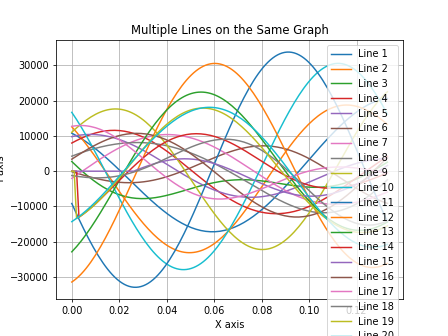 Multiple Lines on the Same Graph
30000
20000
10000
0
−10000
−20000
−30000
0.00
0.02
0.04
0.06
0.08
0.10
X axis
axis
Line 1
Line 2
Line 3
Line 4
Line 5
Line 6
Line 7
Line 8
Line 9
Line 10
Line 11
Line 12
Line 13
Line 14
Line 15
Line 16
Line 17
Line 18
Line 19
Line 20